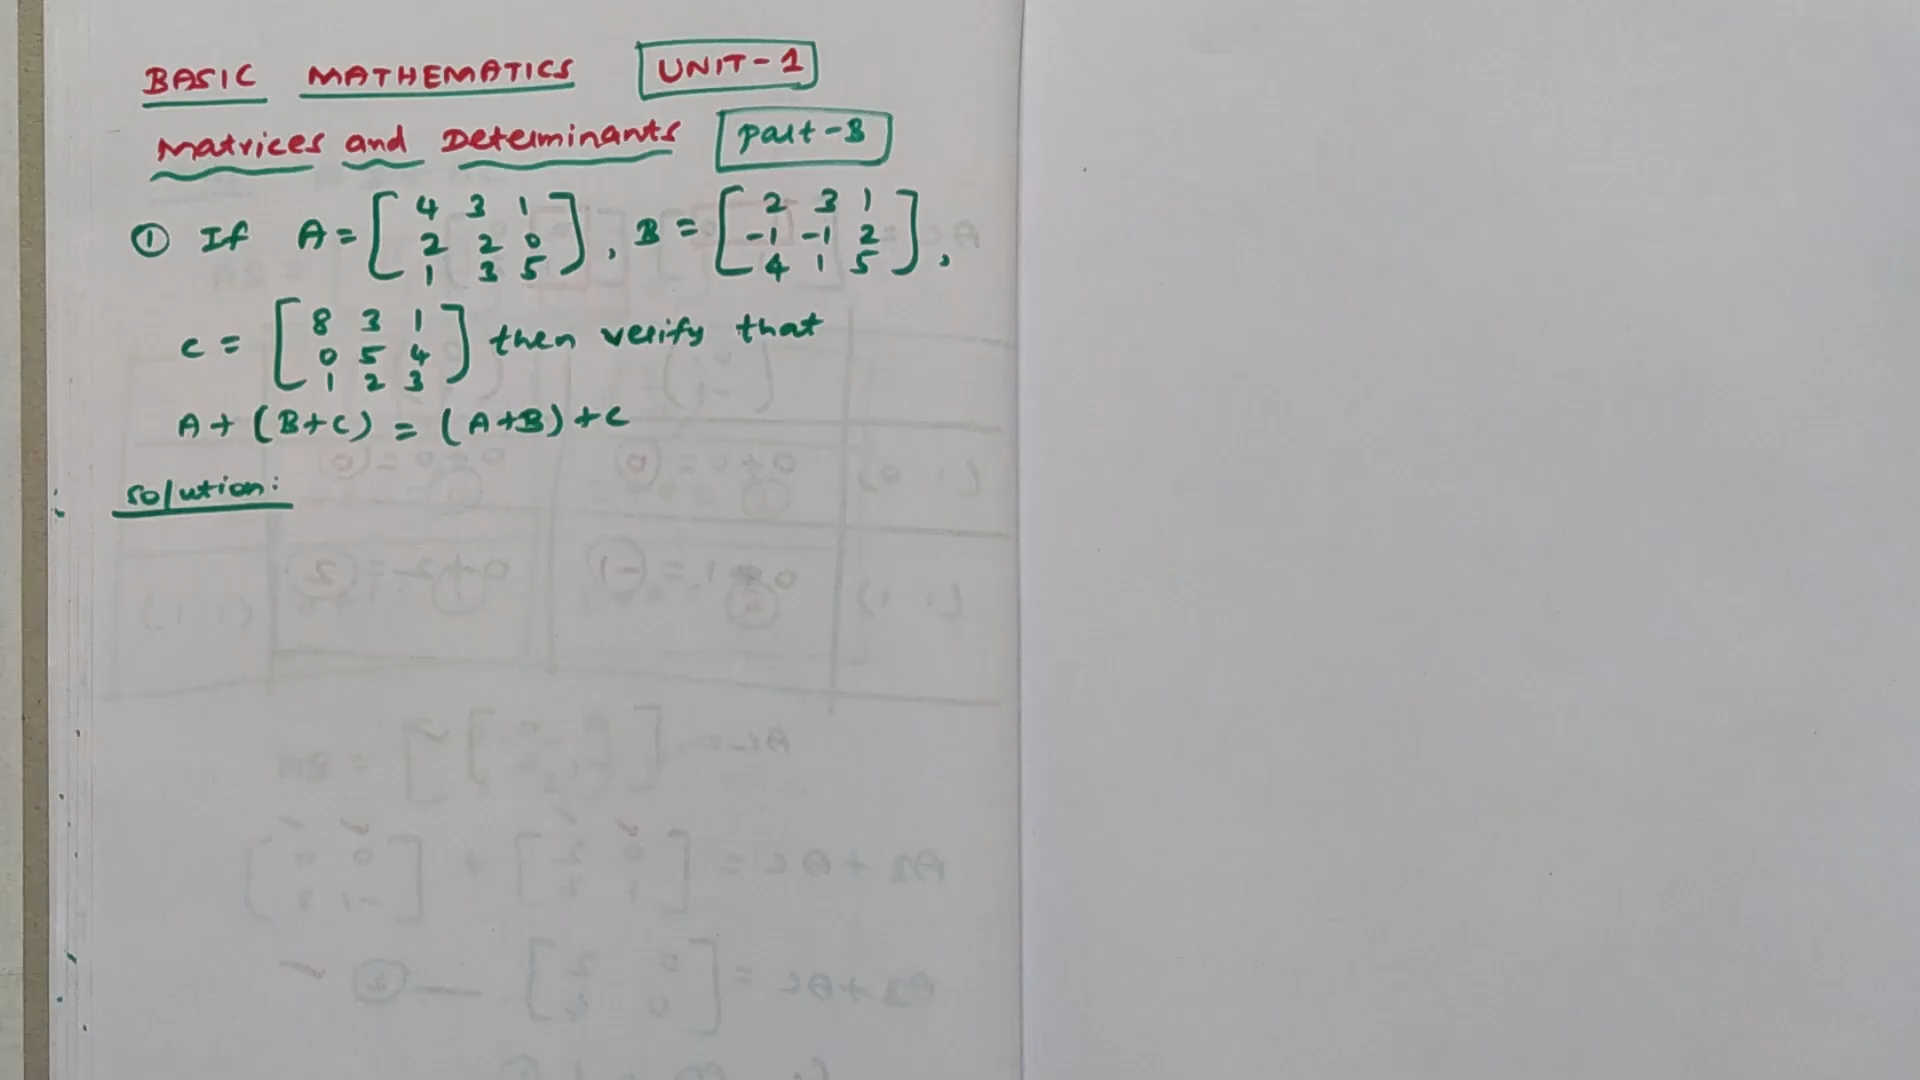 BASIC MATHEMATICS UNIT-1
Matrices and Determinants Part-B
① If A = [ 4 3 1
2 2 0
1 3 5 ] , B = [ 2 3 1
-1 -1 2
4 1 5 ] ,
C = [ 8 3 1
0 5 4
1 2 3 ] then verify that
A + (B+C) = (A+B) + C
Solution: